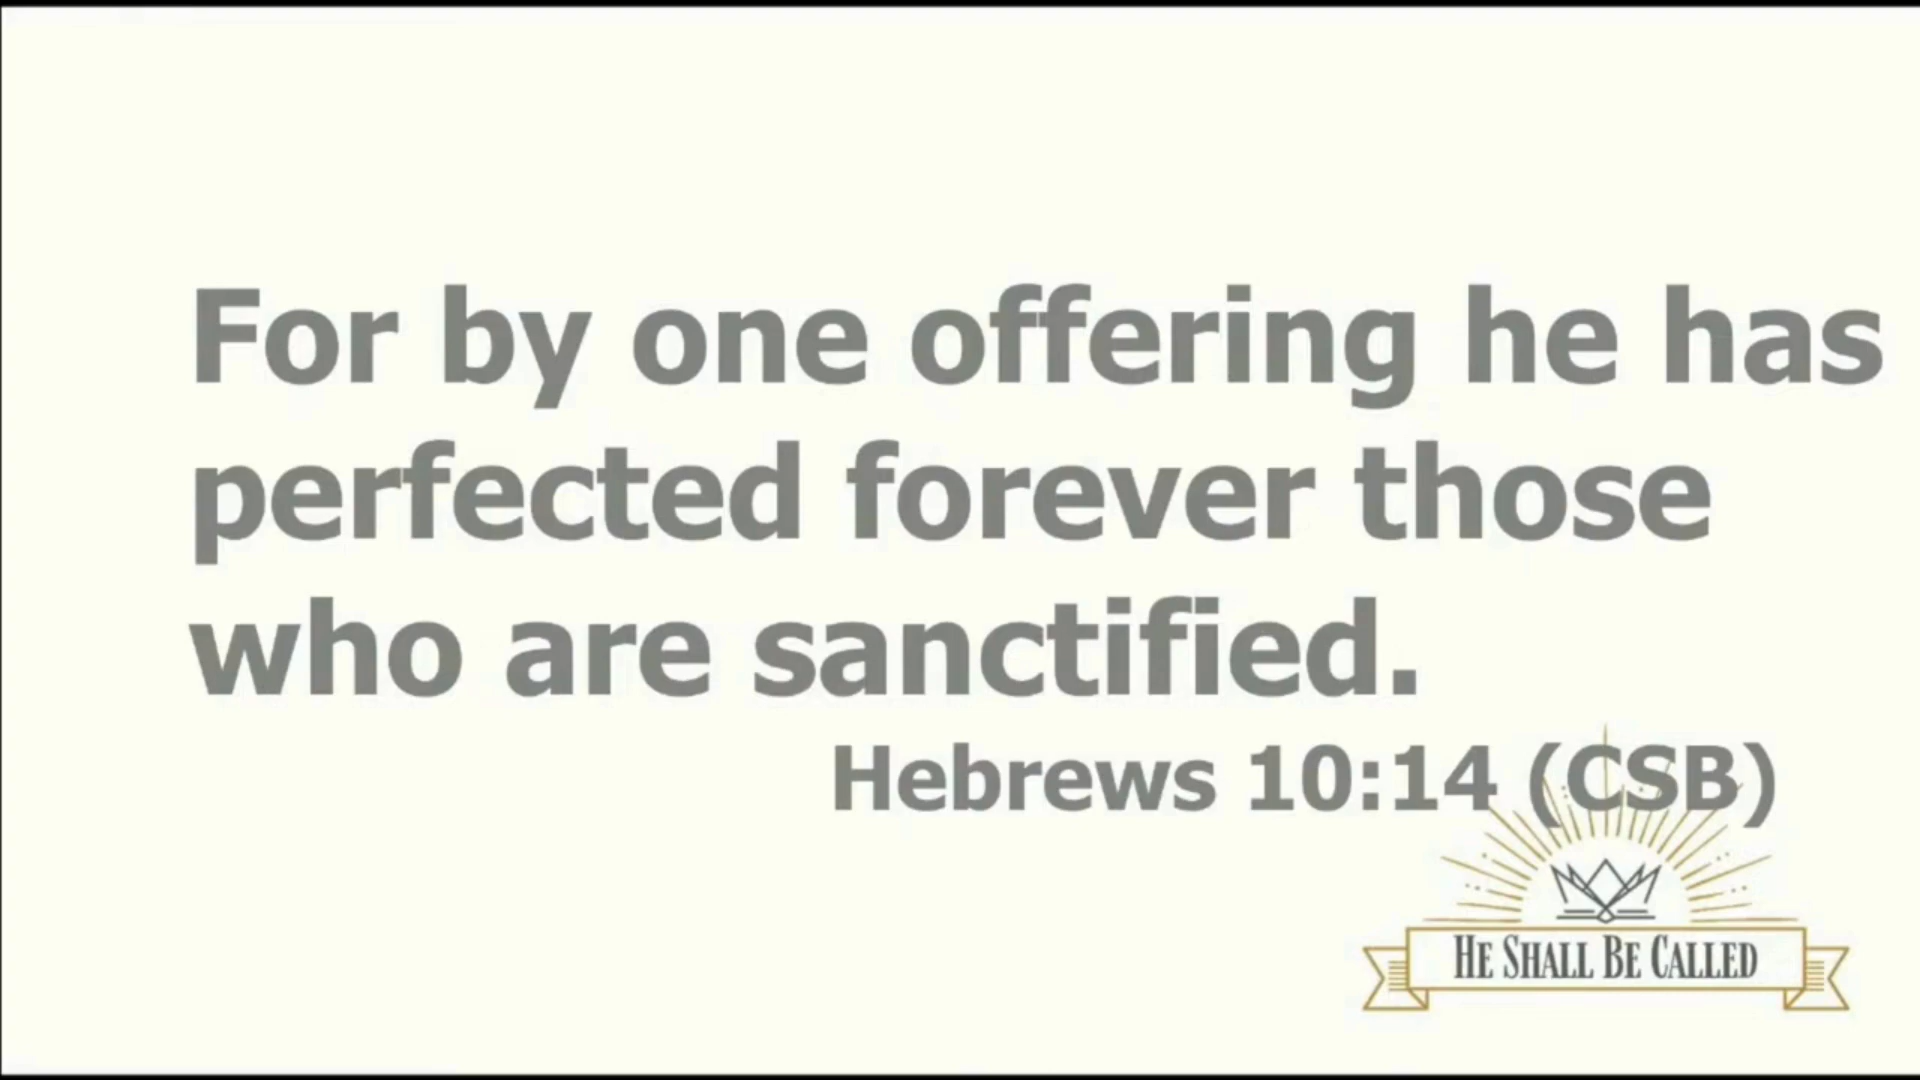 For by one offering he has
perfected forever those
who are sanctified.
Hebrews 10:14 (CSB)
HE SHALL BE CALLED